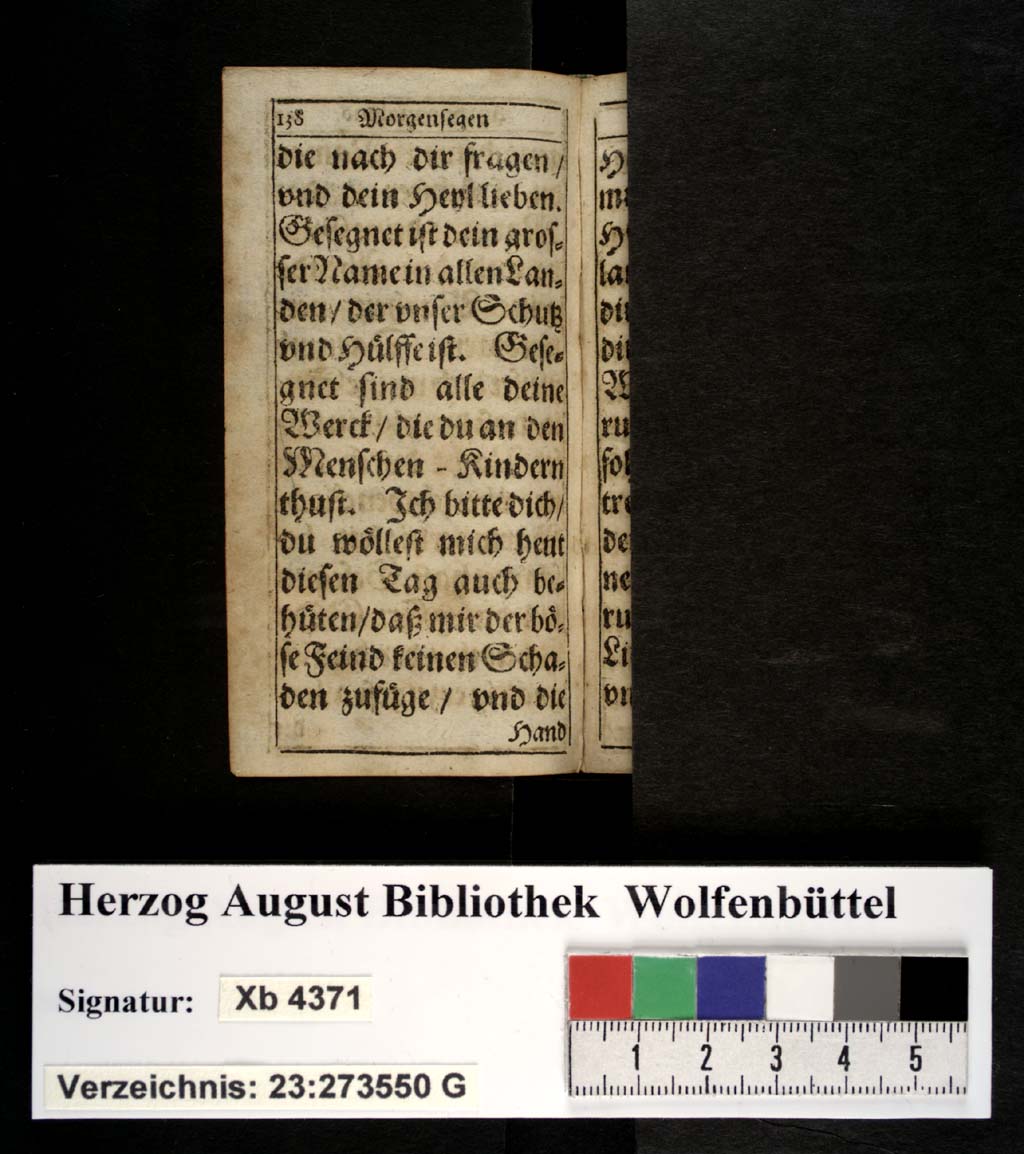 138 Morgensegen
die nach dir fragen /
vnd dein Heyl lieben.
Gesegnet ist dein gros-
ser Name in allen Lan-
den / der vnser Schutz
vnd Hülffe ist. Gese-
gnet sind alle deine
Werck / die du an den
Menschen - Kindern
thust. Ich bitte dich /
du wöllest mich heut
diesen Tag auch be-
hüten / daß mir der bö-
se Feind keinen Scha-
den zufüge / vnd die
Hand
Herzog August Bibliothek Wolfenbüttel
Signatur: Xb 4371
Verzeichnis: 23:273550 G
1 2 3 4 5